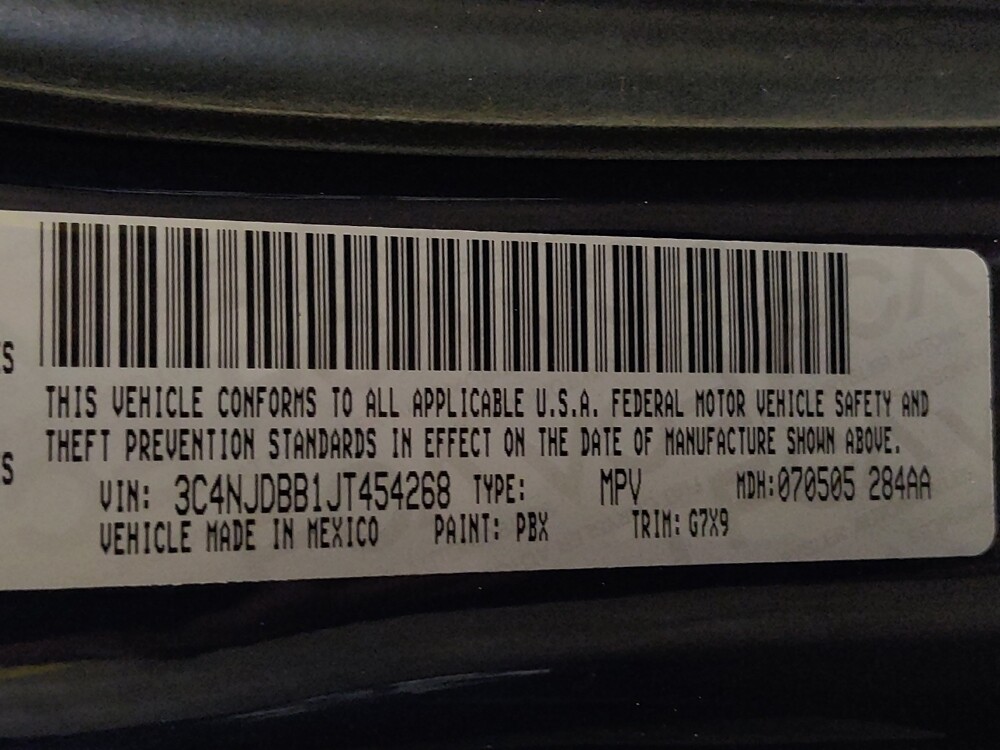 S
THIS VEHICLE CONFORMS TO ALL APPLICABLE U.S.A. FEDERAL MOTOR VEHICLE SAFETY AND
THEFT PREVENTION STANDARDS IN EFFECT ON THE DATE OF MANUFACTURE SHOWN ABOVE.
S
VIN: 3C4NJDBB1JT454268 TYPE: MPV MDH:070505 284AA
VEHICLE MADE IN MEXICO PAINT: PBX TRIM: G7X9